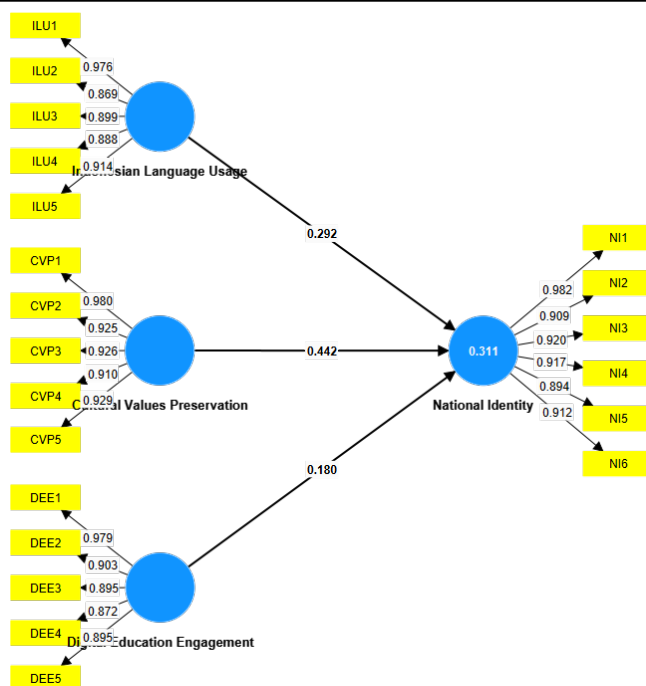 ILU1
0.976
ILU2
0.869
ILU3
0.899
0.888
ILU4
0.914
Indonesian Language Usage
ILU5
0.292
CVP1
0.980
CVP2
0.925
CVP3
0.926
0.910
CVP4
0.929
Cultural Values Preservation
CVP5
0.442
DEE1
0.979
DEE2
0.903
DEE3
0.895
0.872
DEE4
0.895
Digital Education Engagement
DEE5
0.180
0.311
National Identity
NI1
0.982
NI2
0.909
NI3
0.920
0.917
NI4
0.894
NI5
0.912
NI6